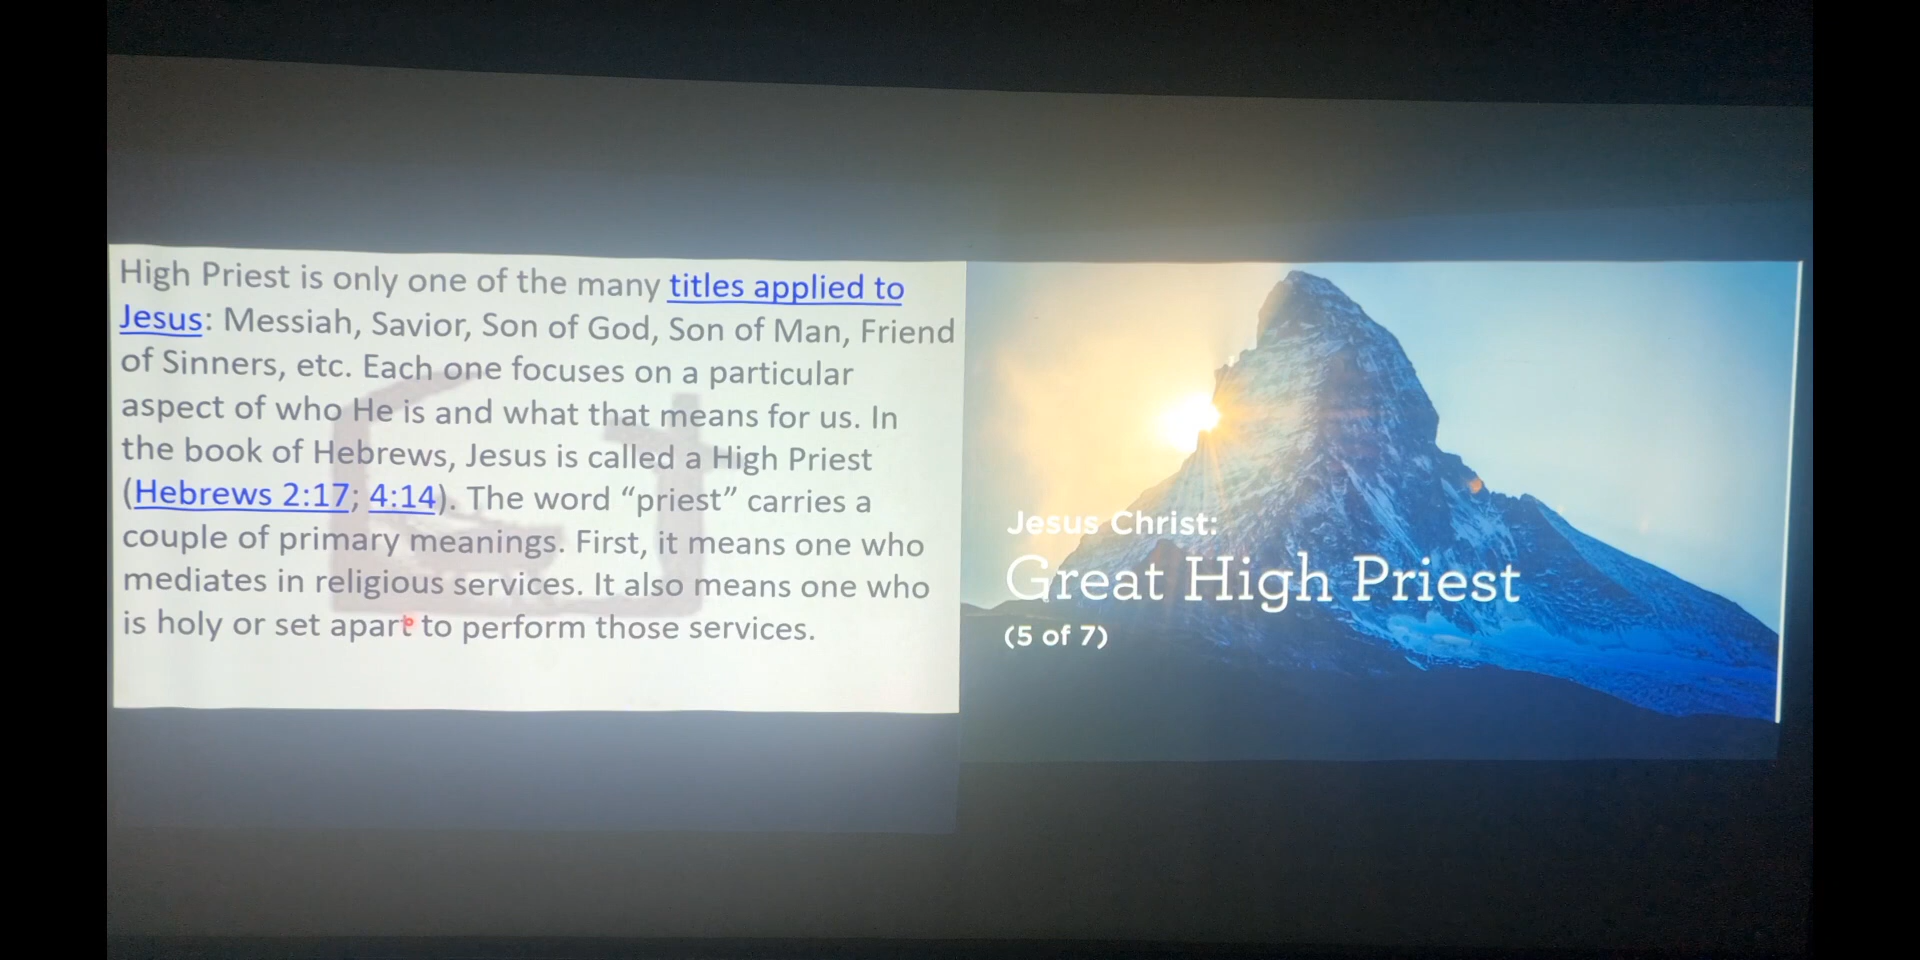 High Priest is only one of the many titles applied to
Jesus: Messiah, Savior, Son of God, Son of Man, Friend
of Sinners, etc. Each one focuses on a particular
aspect of who He is and what that means for us. In
the book of Hebrews, Jesus is called a High Priest
(Hebrews 2:17; 4:14). The word “priest” carries a
couple of primary meanings. First, it means one who
mediates in religious services. It also means one who
is holy or set apart to perform those services.
Jesus Christ:
Great High Priest
(5 of 7)